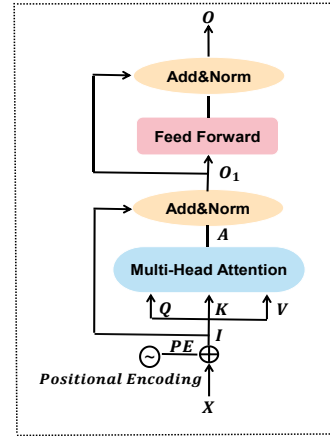 O
Add&Norm
Feed Forward
O₁
Add&Norm
A
Multi-Head Attention
Q K V
I
~ PE
Positional Encoding
X